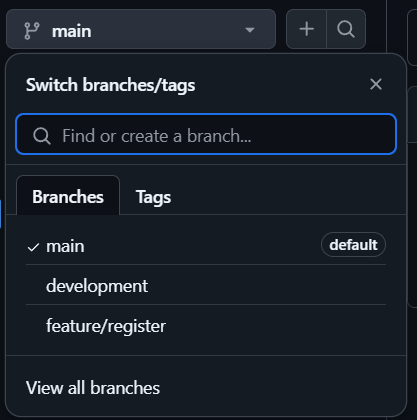 main
Switch branches/tags
Find or create a branch...
Branches Tags
main default
development
feature/register
View all branches